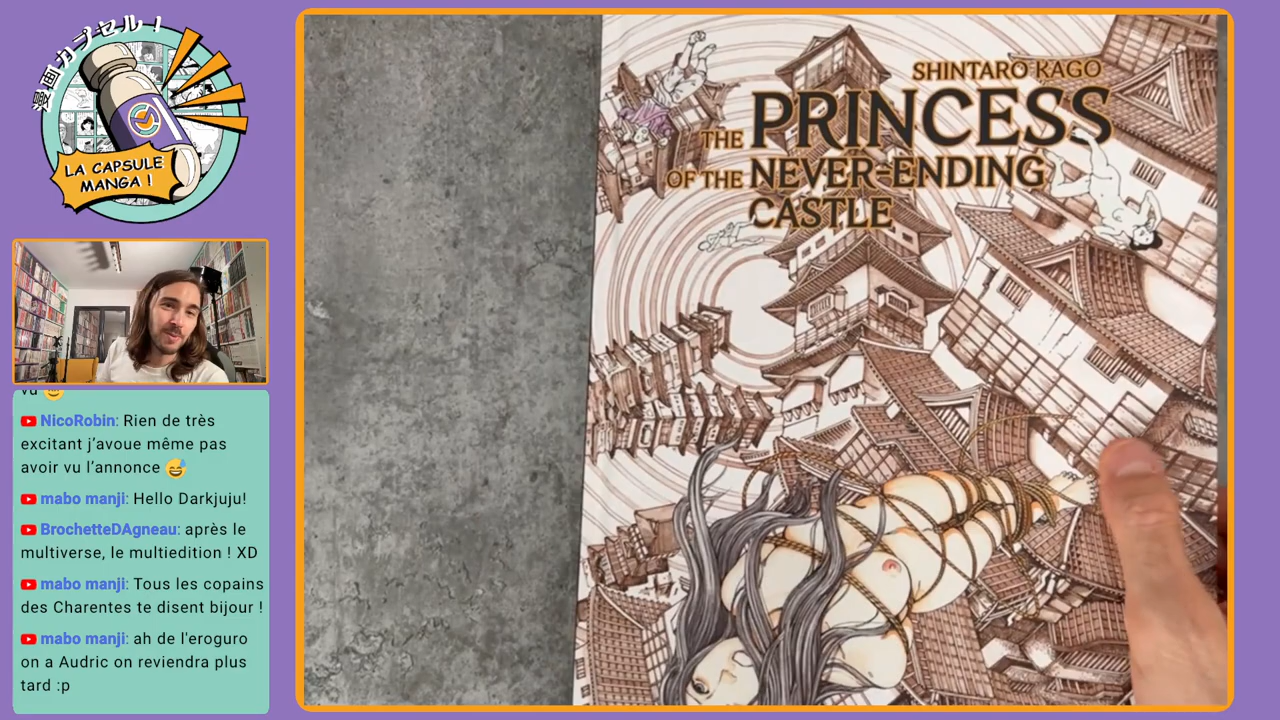 漫画カプセル!
LA CAPSULE
MANGA !
SHINTARO KAGO
THE PRINCESS
OF THE NEVER-ENDING
CASTLE
vu
NicoRobin: Rien de très
excitant j’avoue même pas
avoir vu l’annonce 😅
mabo manji: Hello Darkjuju!
BrochetteDAgneau: après le
multiverse, le multiedition ! XD
mabo manji: Tous les copains
des Charentes te disent bijour !
mabo manji: ah de l'eroguro
on a Audric on reviendra plus
tard :p